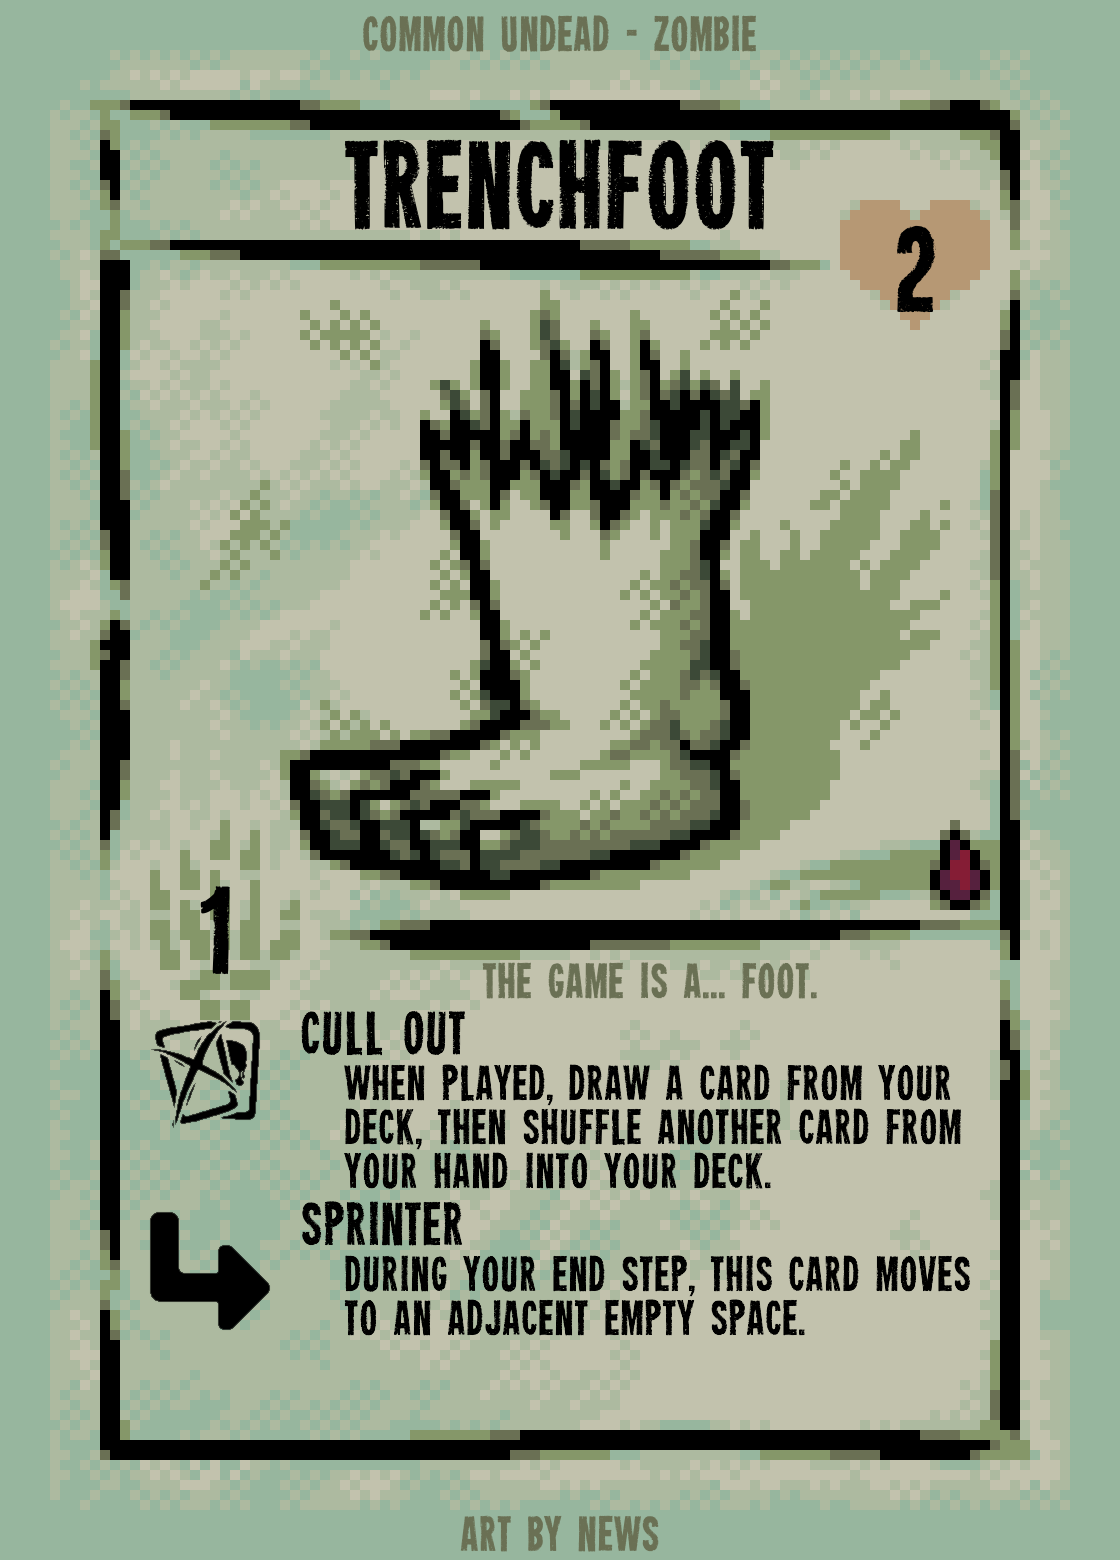 COMMON UNDEAD - ZOMBIE
TRENCHFOOT
2
1
THE GAME IS A... FOOT.
CULL OUT
WHEN PLAYED, DRAW A CARD FROM YOUR
DECK, THEN SHUFFLE ANOTHER CARD FROM
YOUR HAND INTO YOUR DECK.
SPRINTER
DURING YOUR END STEP, THIS CARD MOVES
TO AN ADJACENT EMPTY SPACE.
ART BY NEWS